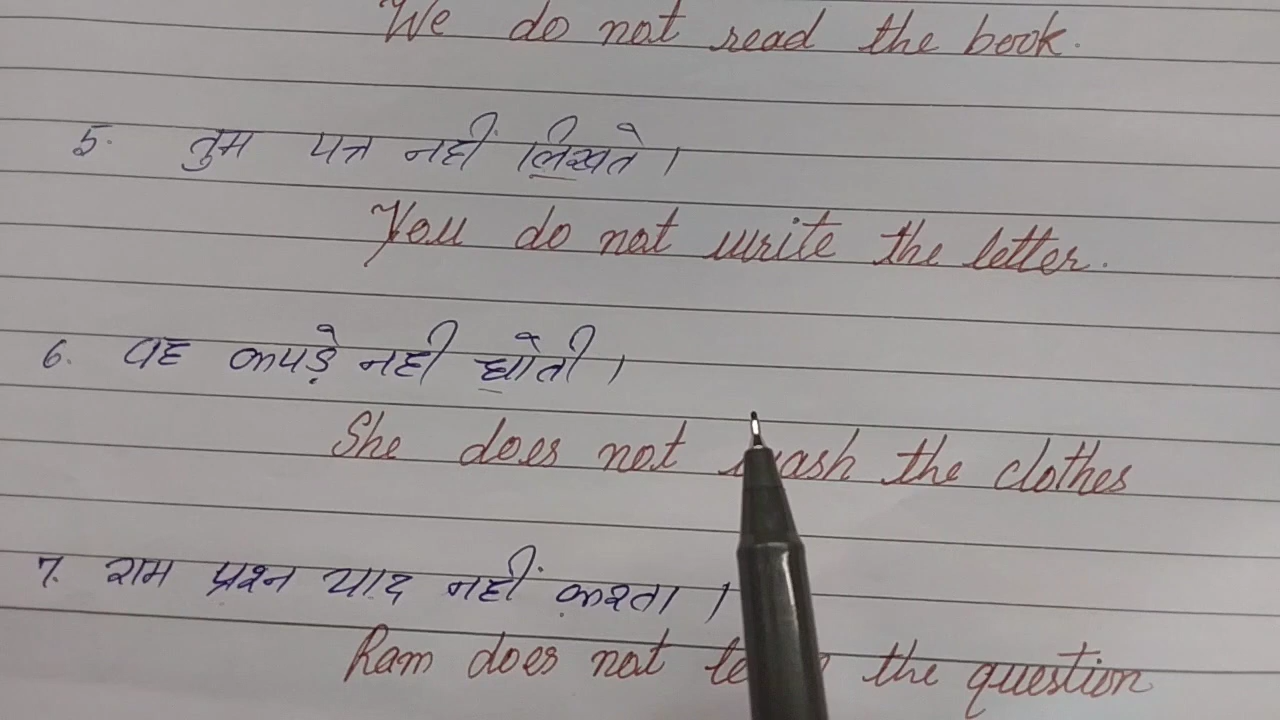 We do not read the book.
5. तुम पत्र नहीं लिखते।
You do not write the letter.
6. वह कपड़े नही धोती।
She does not wash the clothes
7. राम प्रश्न याद नहीं करता।
Ram does not the question